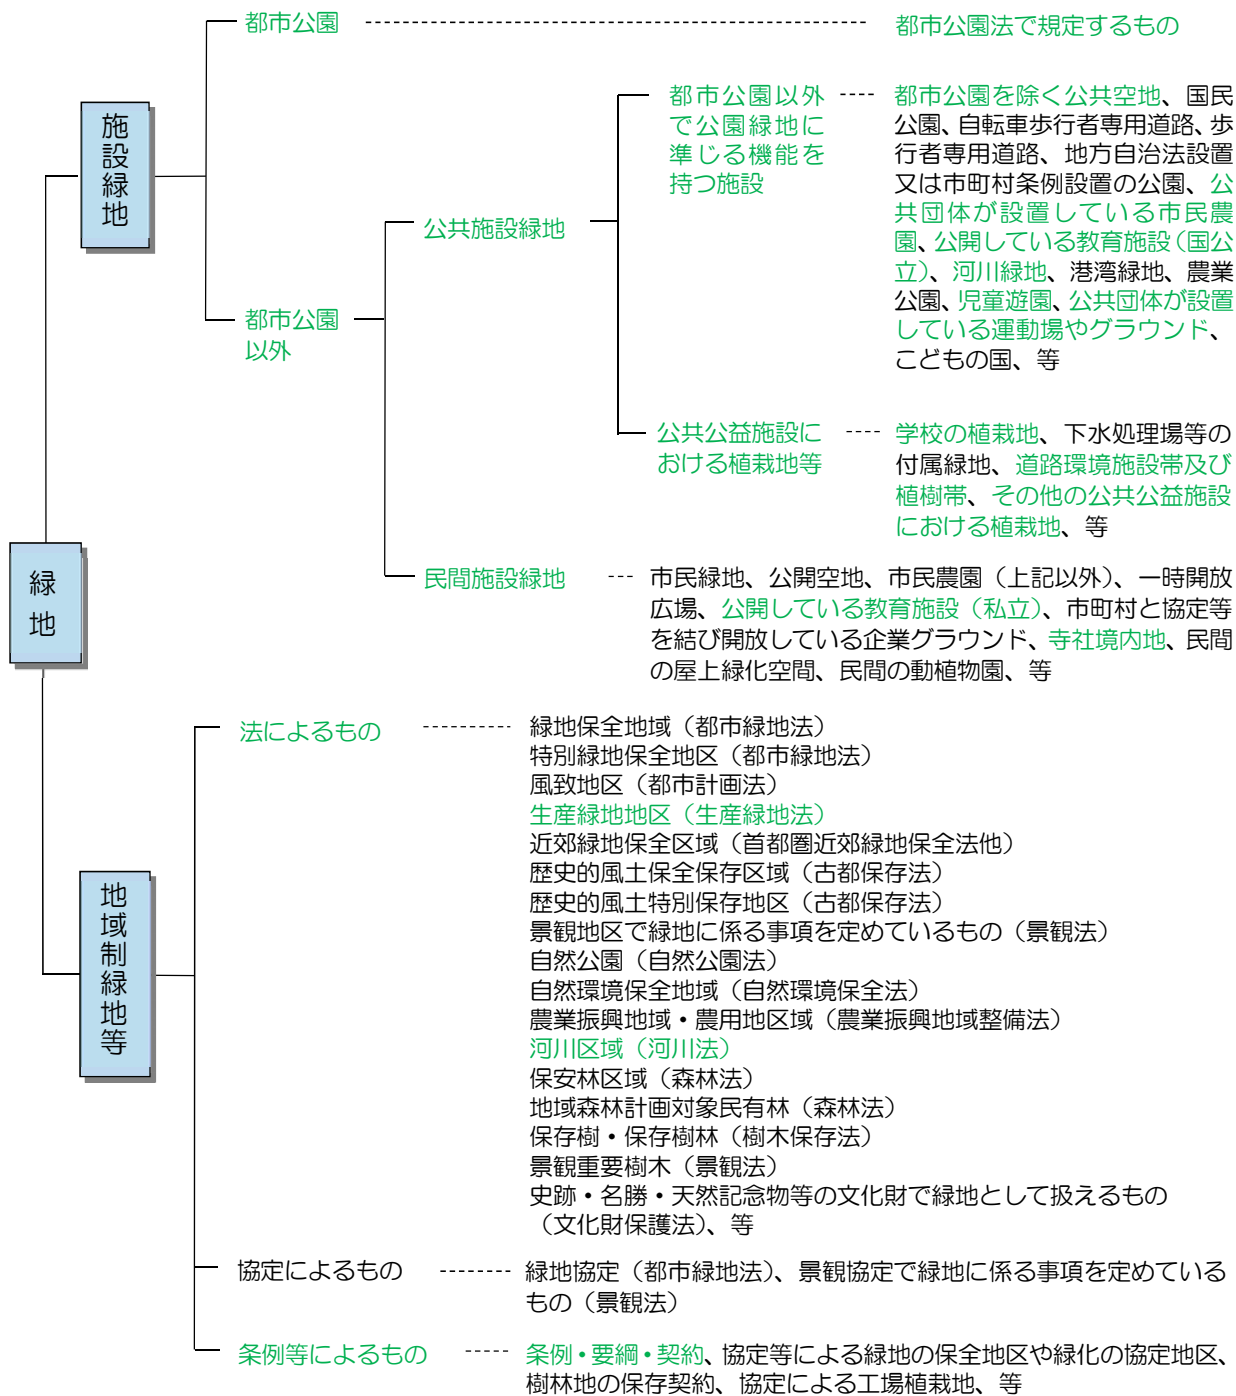 緑地
施設緑地
都市公園
都市公園法で規定するもの
都市公園以外
公共施設緑地
都市公園以外
で公園緑地に
準じる機能を
持つ施設
都市公園を除く公共空地、国民
公園、自転車歩行者専用道路、歩
行者専用道路、地方自治法設置
又は市町村条例設置の公園、公
共団体が設置している市民農
園、公開している教育施設（国公
立）、河川緑地、港湾緑地、農業
公園、児童遊園、公共団体が設置
している運動場やグラウンド、
こどもの国、等
公共公益施設に
おける植栽地等
学校の植栽地、下水処理場等の
付属緑地、道路環境施設帯及び
植樹帯、その他の公共公益施設
における植栽地、等
民間施設緑地
市民緑地、公開空地、市民農園（上記以外）、一時開放
広場、公開している教育施設（私立）、市町村と協定等
を結び開放している企業グラウンド、寺社境内地、民間
の屋上緑化空間、民間の動植物園、等
地域制緑地等
法によるもの
緑地保全地域（都市緑地法）
特別緑地保全地区（都市緑地法）
風致地区（都市計画法）
生産緑地地区（生産緑地法）
近郊緑地保全区域（首都圏近郊緑地保全法他）
歴史的風土保全保存区域（古都保存法）
歴史的風土特別保存地区（古都保存法）
景観地区で緑地に係る事項を定めているもの（景観法）
自然公園（自然公園法）
自然環境保全地域（自然環境保全法）
農業振興地域・農用地区域（農業振興地域整備法）
河川区域（河川法）
保安林区域（森林法）
地域森林計画対象民有林（森林法）
保存樹・保存樹林（樹木保存法）
景観重要樹木（景観法）
史跡・名勝・天然記念物等の文化財で緑地として扱えるもの
（文化財保護法）、等
協定によるもの
緑地協定（都市緑地法）、景観協定で緑地に係る事項を定めている
もの（景観法）
条例等によるもの
条例・要綱・契約、協定等による緑地の保全地区や緑化の協定地区、
樹林地の保存契約、協定による工場植栽地、等